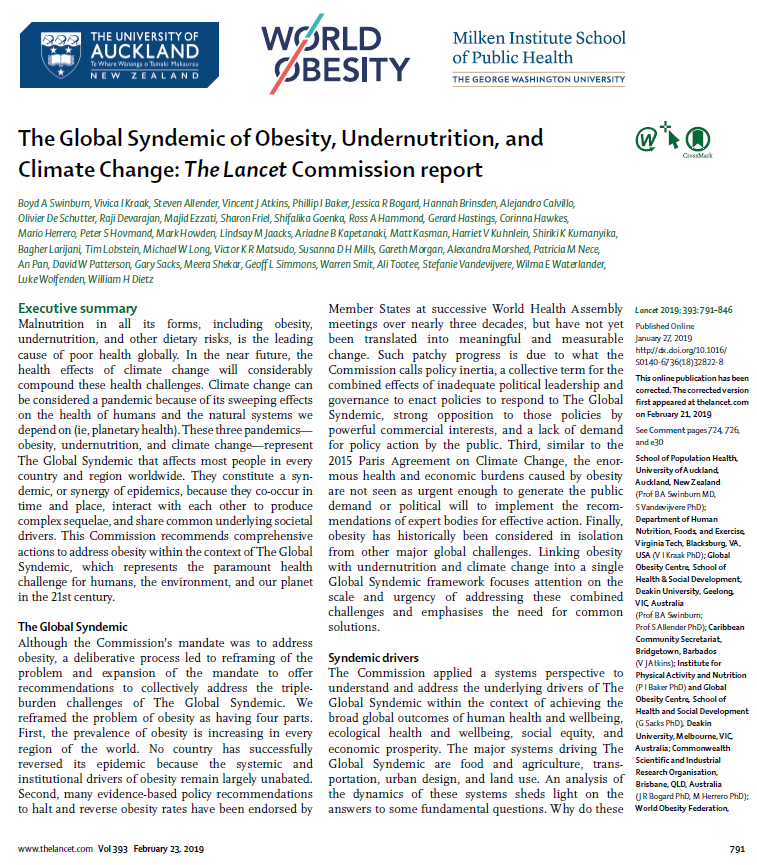 THE UNIVERSITY OF
AUCKLAND
Te Whare Wānanga o Tāmaki Makaurau
NEW ZEALAND
WORLD
OBESITY
Milken Institute School
of Public Health
THE GEORGE WASHINGTON UNIVERSITY
The Global Syndemic of Obesity, Undernutrition, and
Climate Change: The Lancet Commission report
CrossMark
Boyd A Swinburn, Vivica I Kraak, Steven Allender, Vincent J Atkins, Phillip I Baker, Jessica R Bogard, Hannah Brinsden, Alejandro Calvillo,
Olivier De Schutter, Raji Devarajan, Majid Ezzati, Sharon Friel, Shifalika Goenka, Ross A Hammond, Gerard Hastings, Corinna Hawkes,
Mario Herrero, Peter S Hovmand, Mark Howden, Lindsay M Jaacks, Ariadne B Kapetanaki, Matt Kasman, Harriet V Kuhnlein, Shiriki K Kumanyika,
Bagher Larijani, Tim Lobstein, Michael W Long, Victor K R Matsudo, Susanna D H Mills, Gareth Morgan, Alexandra Morshed, Patricia M Nece,
An Pan, David W Patterson, Gary Sacks, Meera Shekar, Geoff L Simmons, Warren Smit, Ali Tootee, Stefanie Vandevijvere, Wilma E Waterlander,
Luke Wolfenden, William H Dietz
Executive summary
Malnutrition in all its forms, including obesity,
undernutrition, and other dietary risks, is the leading
cause of poor health globally. In the near future, the
health effects of climate change will considerably
compound these health challenges. Climate change can
be considered a pandemic because of its sweeping effects
on the health of humans and the natural systems we
depend on (ie, planetary health). These three pandemics—
obesity, undernutrition, and climate change—represent
The Global Syndemic that affects most people in every
country and region worldwide. They constitute a syn-
demic, or synergy of epidemics, because they co-occur in
time and place, interact with each other to produce
complex sequelae, and share common underlying societal
drivers. This Commission recommends comprehensive
actions to address obesity within the context of The Global
Syndemic, which represents the paramount health
challenge for humans, the environment, and our planet
in the 21st century.
The Global Syndemic
Although the Commission's mandate was to address
obesity, a deliberative process led to reframing of the
problem and expansion of the mandate to offer
recommendations to collectively address the triple-
burden challenges of The Global Syndemic. We
reframed the problem of obesity as having four parts.
First, the prevalence of obesity is increasing in every
region of the world. No country has successfully
reversed its epidemic because the systemic and
institutional drivers of obesity remain largely unabated.
Second, many evidence-based policy recommendations
to halt and reverse obesity rates have been endorsed by
Member States at successive World Health Assembly
meetings over nearly three decades, but have not yet
been translated into meaningful and measurable
change. Such patchy progress is due to what the
Commission calls policy inertia, a collective term for the
combined effects of inadequate political leadership and
governance to enact policies to respond to The Global
Syndemic, strong opposition to those policies by
powerful commercial interests, and a lack of demand
for policy action by the public. Third, similar to the
2015 Paris Agreement on Climate Change, the enor-
mous health and economic burdens caused by obesity
are not seen as urgent enough to generate the public
demand or political will to implement the recom-
mendations of expert bodies for effective action. Finally,
obesity has historically been considered in isolation
from other major global challenges. Linking obesity
with undernutrition and climate change into a single
Global Syndemic framework focuses attention on the
scale and urgency of addressing these combined
challenges and emphasises the need for common
solutions.
Syndemic drivers
The Commission applied a systems perspective to
understand and address the underlying drivers of The
Global Syndemic within the context of achieving the
broad global outcomes of human health and wellbeing,
ecological health and wellbeing, social equity, and
economic prosperity. The major systems driving The
Global Syndemic are food and agriculture, trans-
portation, urban design, and land use. An analysis of
the dynamics of these systems sheds light on the
answers to some fundamental questions. Why do these
Lancet 2019; 393: 791–846
Published Online
January 27, 2019
http://dx.doi.org/10.1016/
S0140-6736(18)32822-8
This online publication has been
corrected. The corrected version
first appeared at thelancet.com
on February 21, 2019
See Comment pages 724, 726,
and e30
School of Population Health,
University of Auckland,
Auckland, New Zealand
(Prof B A Swinburn MD,
S Vandevijvere PhD);
Department of Human
Nutrition, Foods, and Exercise,
Virginia Tech, Blacksburg, VA,
USA (V I Kraak PhD); Global
Obesity Centre, School of
Health & Social Development,
Deakin University, Geelong,
VIC, Australia
(Prof B A Swinburn;
Prof S Allender PhD); Caribbean
Community Secretariat,
Bridgetown, Barbados
(V J Atkins); Institute for
Physical Activity and Nutrition
(P I Baker PhD) and Global
Obesity Centre, School of
Health and Social Development
(G Sacks PhD), Deakin
University, Melbourne, VIC,
Australia; Commonwealth
Scientific and Industrial
Research Organisation,
Brisbane, QLD, Australia
(J R Bogard PhD, M Herrero PhD);
World Obesity Federation,
www.thelancet.com Vol 393 February 23, 2019
791